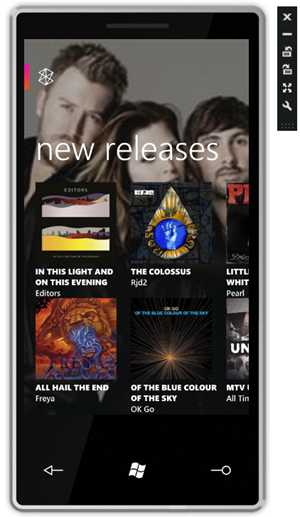 new releases
EDITORS
IN THIS LIGHT AND
ON THIS EVENING
Editors
THE COLOSSUS
Rjd2
LITTL
WHIT
Pearl
OK GO
OF THE BLUE COLOUR OF THE SKY
UN
ALL HAIL THE END
Freya
OF THE BLUE COLOUR
OF THE SKY
OK Go
MTV U
All Tim